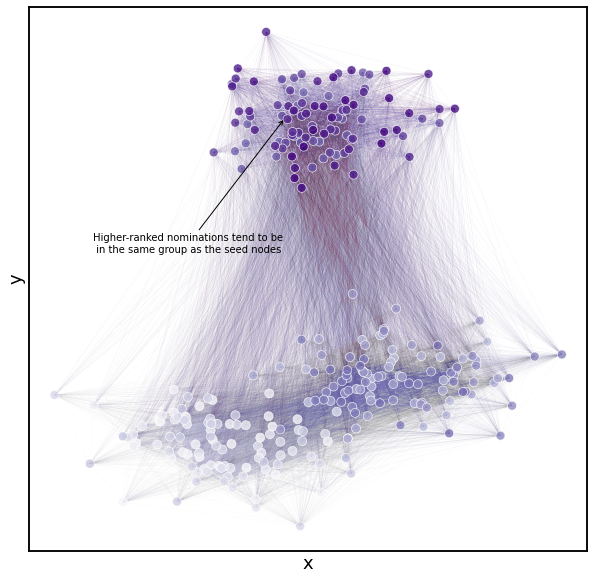 Higher-ranked nominations tend to be
in the same group as the seed nodes
y
x